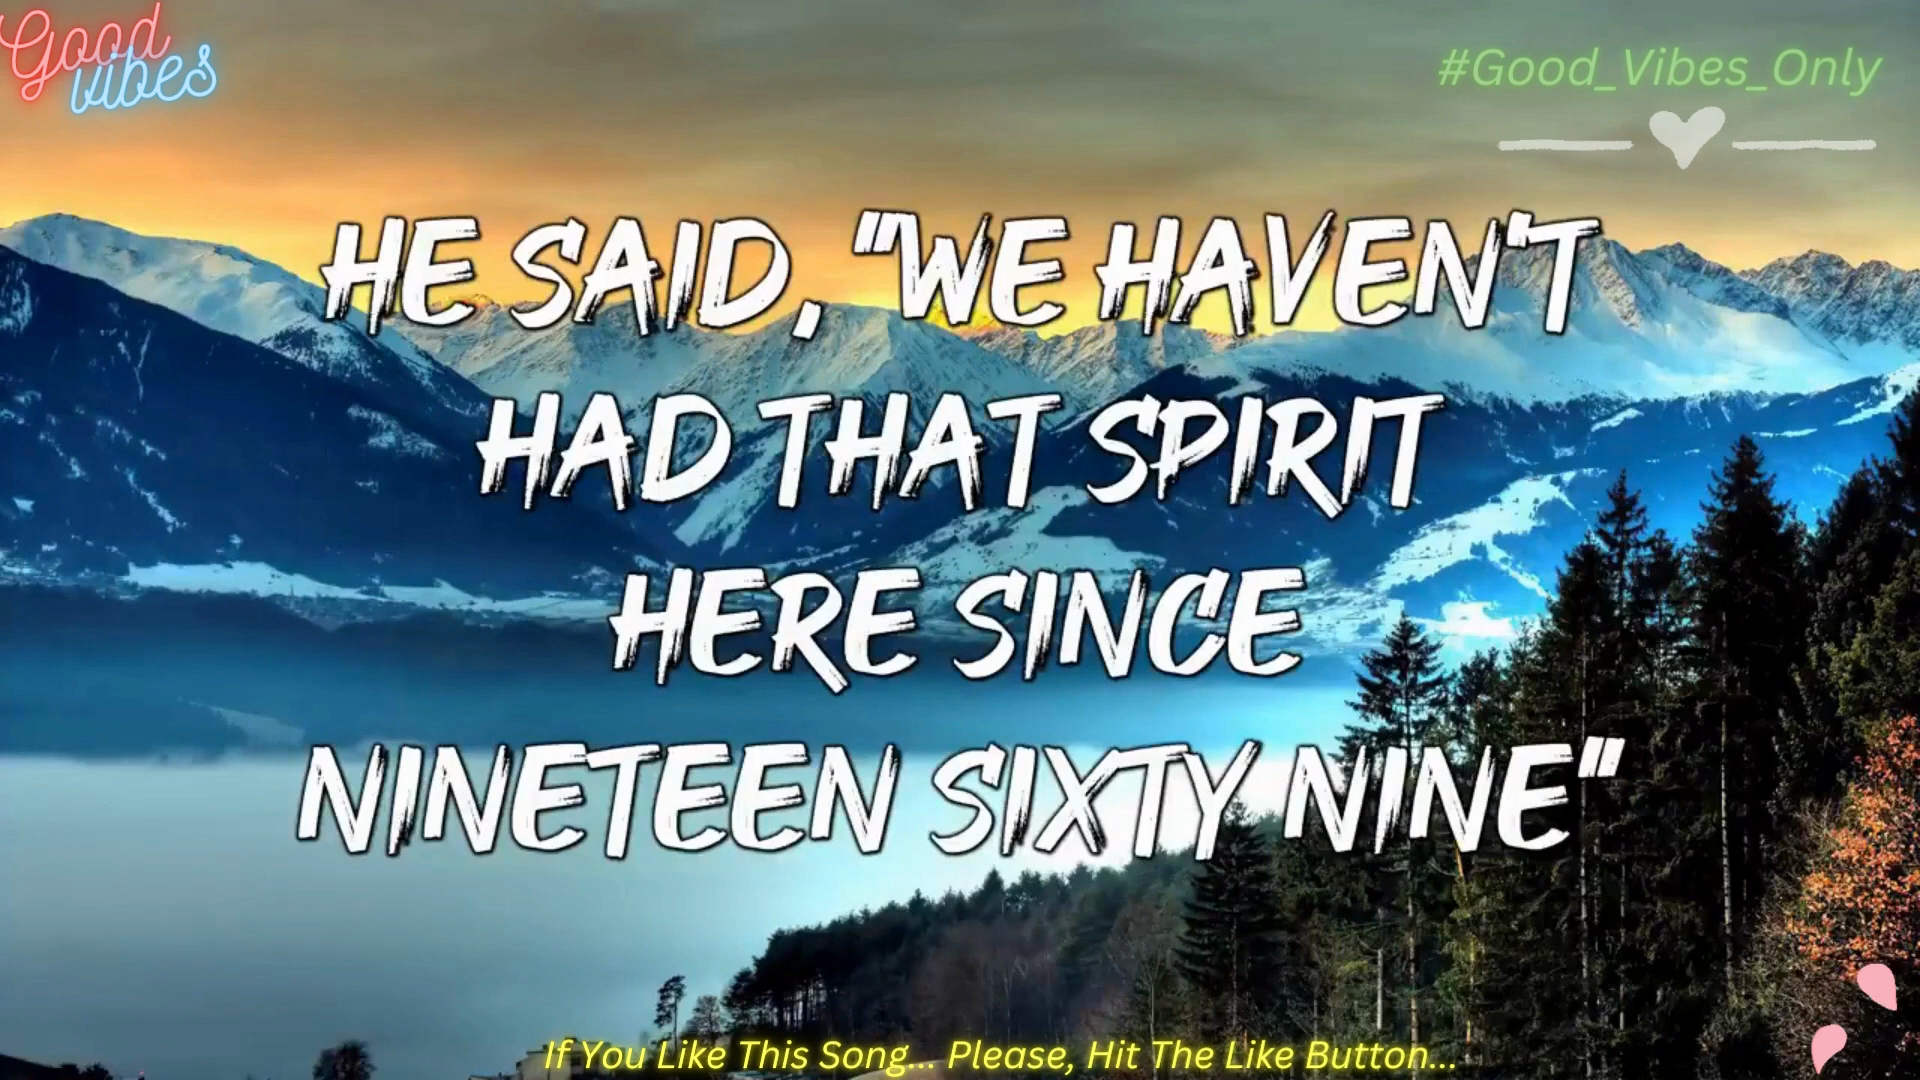 Good
vibes
#Good_Vibes_Only
HE SAID, "WE HAVEN'T
HAD THAT SPIRIT
HERE SINCE
NINETEEN SIXTY NINE"
If You Like This Song... Please, Hit The Like Button...